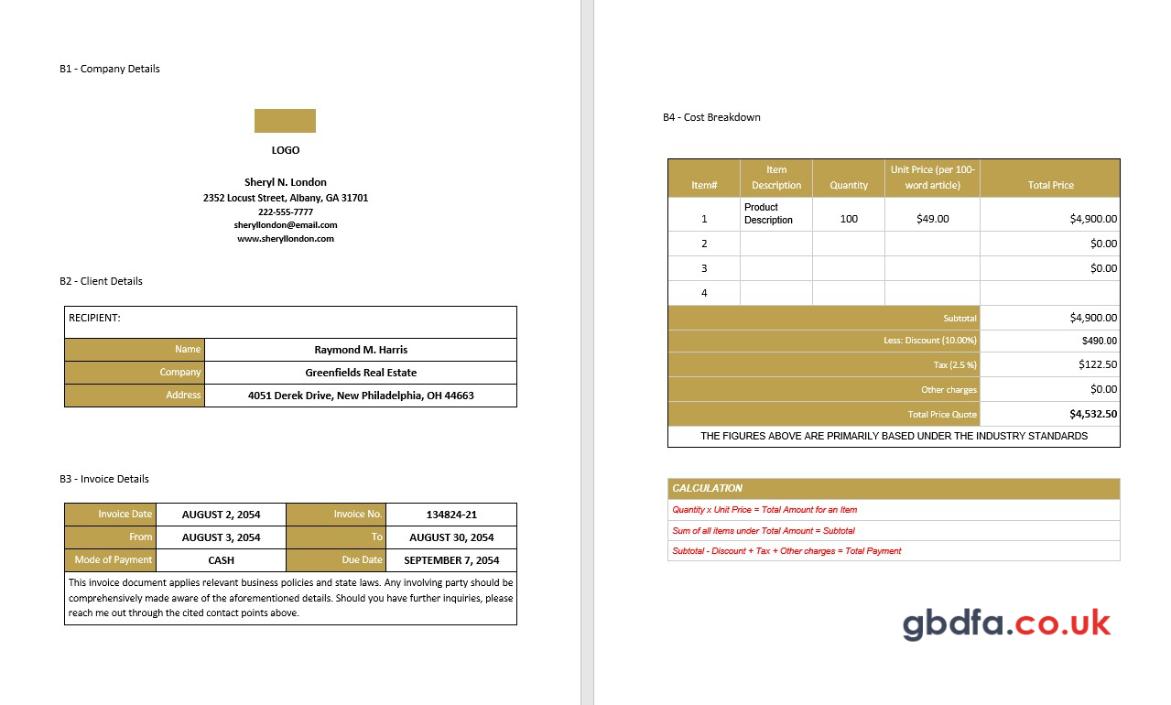 B1 - Company Details
LOGO
Sheryl N. London
2352 Locust Street, Albany, GA 31701
222-555-7777
sheryllondon@email.com
www.sheryllondon.com
B2 - Client Details
RECIPIENT:
Name Raymond M. Harris
Company Greenfields Real Estate
Address 4051 Derek Drive, New Philadelphia, OH 44663
B3 - Invoice Details
Invoice Date AUGUST 2, 2054 Invoice No. 134824-21
From AUGUST 3, 2054 To AUGUST 30, 2054
Mode of Payment CASH Due Date SEPTEMBER 7, 2054
This invoice document applies relevant business policies and state laws. Any involving party should be
comprehensively made aware of the aforementioned details. Should you have further inquiries, please
reach me out through the cited contact points above.
B4 - Cost Breakdown
Item Unit Price (per 100-
Item# Description Quantity word article) Total Price
Product
1 Description 100 $49.00 $4,900.00
2 $0.00
3 $0.00
4
Subtotal $4,900.00
Less: Discount (10.00%) $490.00
Tax (2.5 %) $122.50
Other charges $0.00
Total Price Quote $4,532.50
THE FIGURES ABOVE ARE PRIMARILY BASED UNDER THE INDUSTRY STANDARDS
CALCULATION
Quantity x Unit Price = Total Amount for an Item
Sum of all items under Total Amount = Subtotal
Subtotal - Discount + Tax + Other charges = Total Payment
gbdfa.co.uk